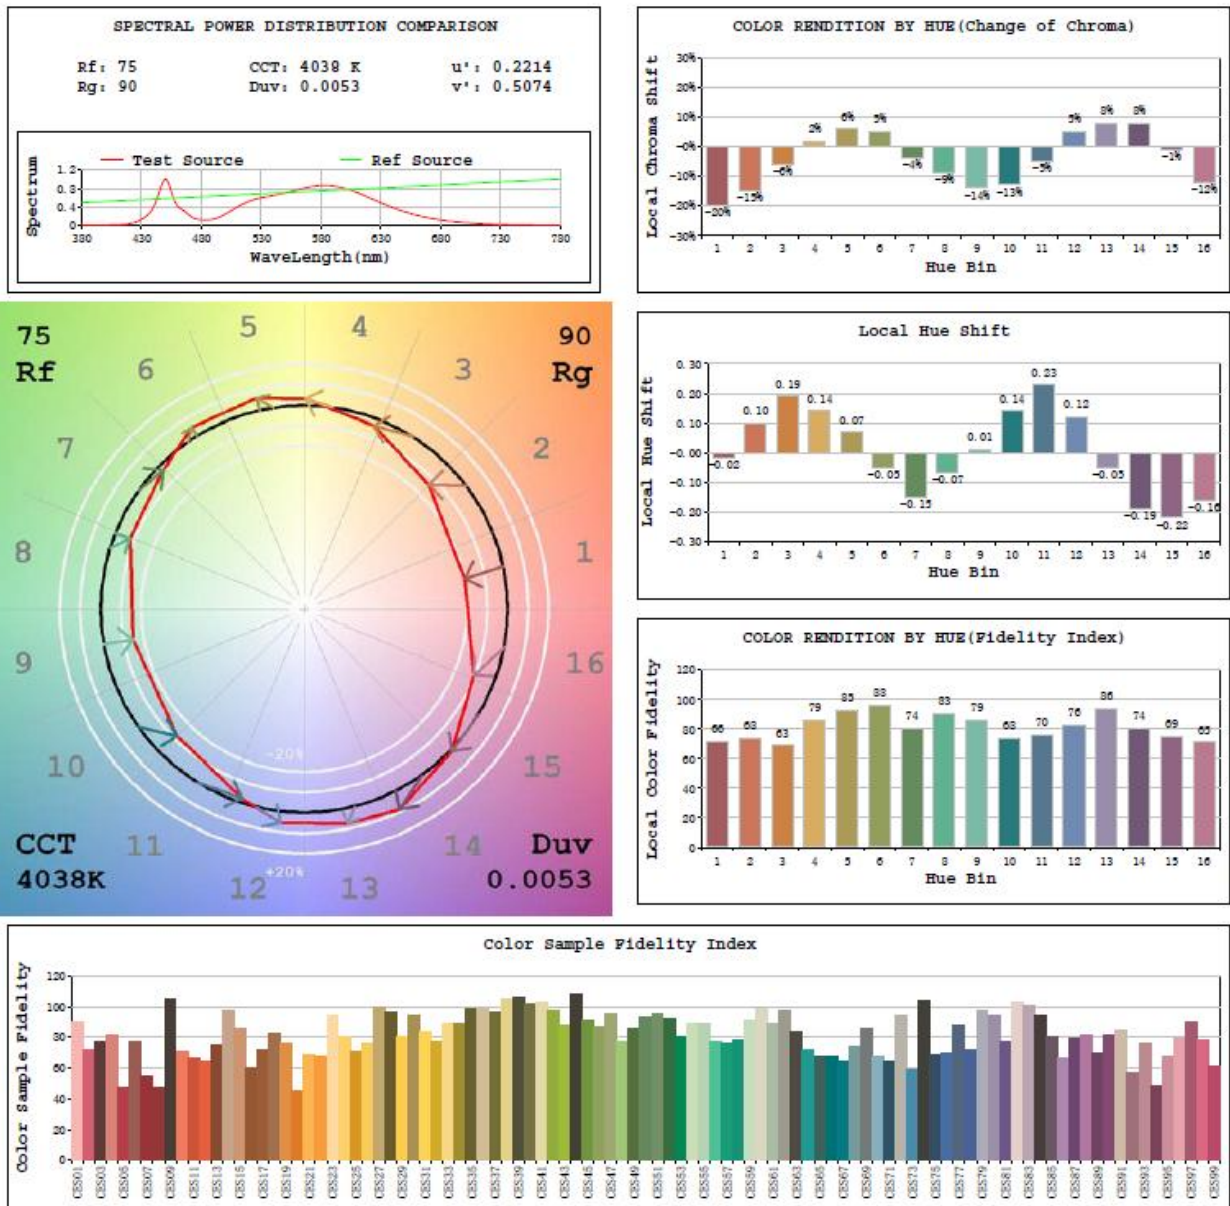 SPECTRAL POWER DISTRIBUTION COMPARISON
Rf: 75 CCT: 4038 K u': 0.2214
Rg: 90 Duv: 0.0053 v': 0.5074
Test Source Ref Source
Spectrum
1.2
0.8
0.4
0
380 430 480 530 580 630 680 730 780
WaveLength(nm)
COLOR RENDITION BY HUE(Change of Chroma)
Local Chroma Shift
30%
20%
10%
-0%
-10%
-20%
-30%
-20% -15% -6% 2% 6% 5% -4% -9% -14% -13% -5% 5% 8% 8% -1% -12%
1 2 3 4 5 6 7 8 9 10 11 12 13 14 15 16
Hue Bin
75
Rf
90
Rg
5 4
6 3
7 2
8 1
9 16
10 15
11 14
12 13
-20%
+20%
CCT
4038K
Duv
0.0053
Local Hue Shift
Local Hue Shift
0.30
0.20
0.10
-0.00
-0.10
-0.20
-0.30
-0.02 0.10 0.19 0.14 0.07 -0.05 -0.15 -0.07 0.01 0.14 0.23 0.12 -0.05 -0.19 -0.22 -0.16
1 2 3 4 5 6 7 8 9 10 11 12 13 14 15 16
Hue Bin
COLOR RENDITION BY HUE(Fidelity Index)
Local Color Fidelity
120
100
80
60
40
20
0
63 63 79 85 74 83 79 63 70 76 86 74 69 65
1 2 3 4 5 6 7 8 9 10 11 12 13 14 15 16
Hue Bin
Color Sample Fidelity Index
Color Sample Fidelity
120
100
80
60
40
20
0
CES01 CES03 CES05 CES07 CES09 CES11 CES13 CES15 CES17 CES19 CES21 CES23 CES25 CES27 CES29 CES31 CES33 CES35 CES37 CES39 CES41 CES43 CES45 CES47 CES49 CES51 CES53 CES55 CES57 CES59 CES61 CES63 CES65 CES67 CES69 CES71 CES73 CES75 CES77 CES79 CES81 CES83 CES85 CES87 CES89 CES91 CES93 CES95 CES97 CES99